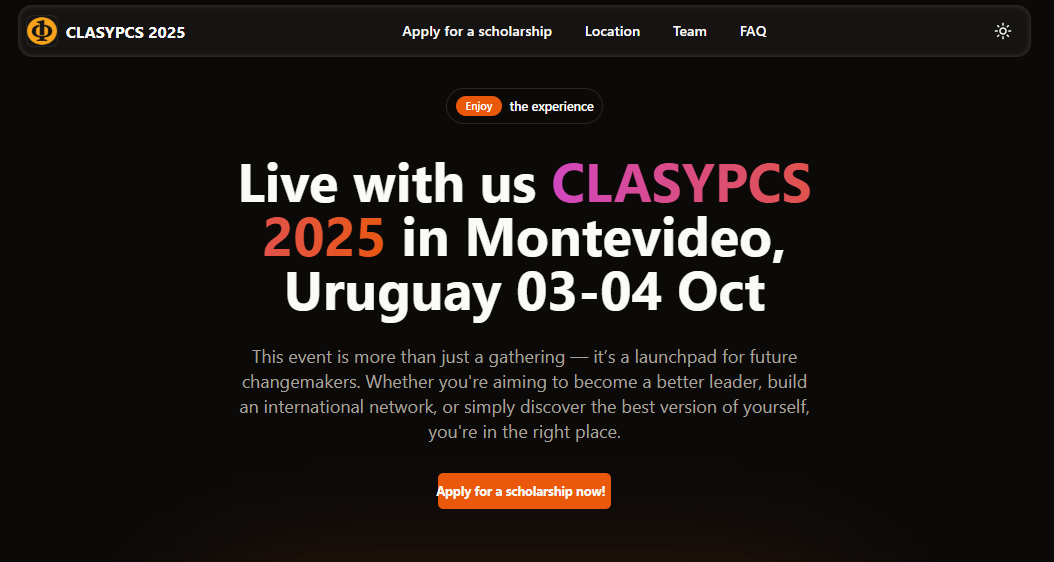 CLASYPCS 2025
Apply for a scholarship
Location
Team
FAQ
Enjoy the experience
Live with us CLASYPCS
2025 in Montevideo,
Uruguay 03-04 Oct
This event is more than just a gathering — it's a launchpad for future
changemakers. Whether you're aiming to become a better leader, build
an international network, or simply discover the best version of yourself,
you're in the right place.
Apply for a scholarship now!